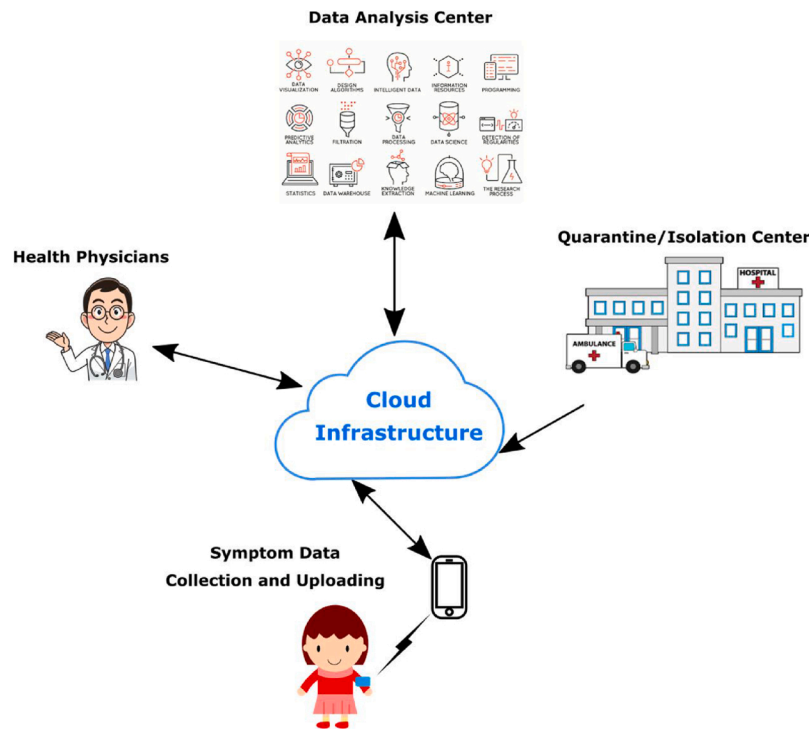 Data Analysis Center
DATA
VISUALIZATION
DESIGN
ALGORITHMS
INTELLIGENT DATA
INFORMATION
RESOURCES
PROGRAMMING
PREDICTIVE
ANALYTICS
FILTRATION
DATA
PROCESSING
DATA SCIENCE
DETECTION OF
REGULARITIES
STATISTICS
DATA WAREHOUSE
KNOWLEDGE
EXTRACTION
MACHINE LEARNING
THE RESEARCH
PROCESS
Health Physicians
Quarantine/Isolation Center
HOSPITAL
AMBULANCE
Cloud
Infrastructure
Symptom Data
Collection and Uploading